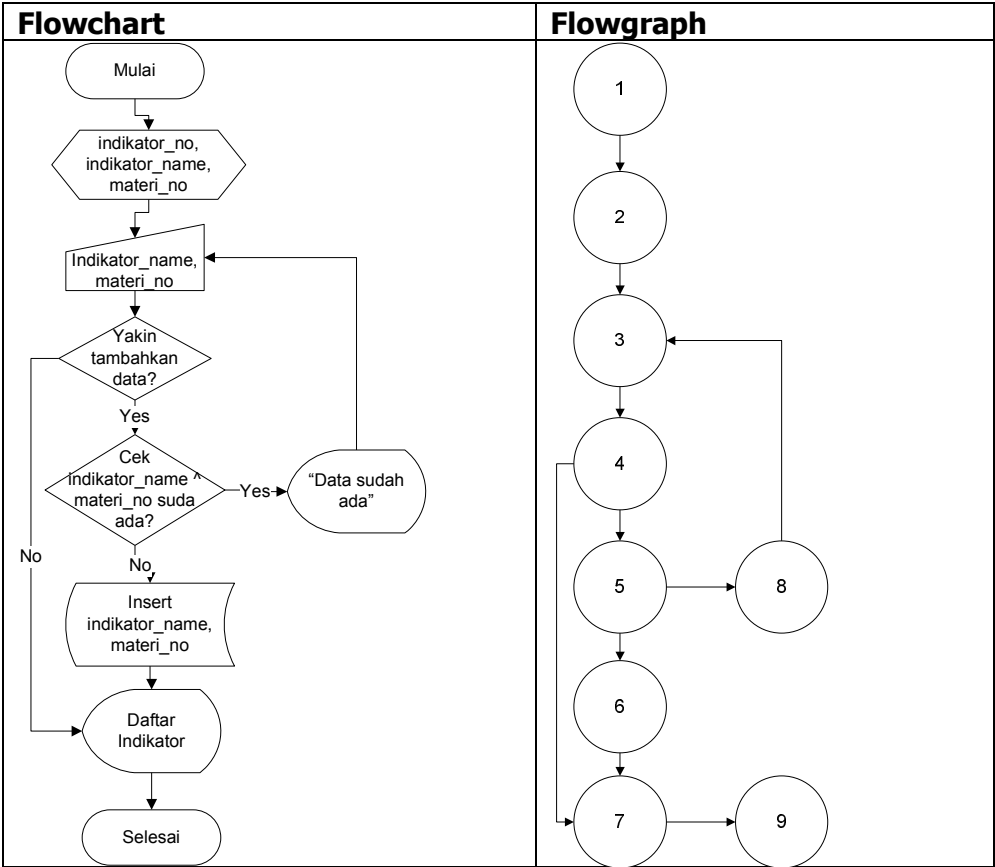 Flowchart
Flowgraph
Mulai
indikator_no,
indikator_name,
materi_no
Indikator_name,
materi_no
Yakin
tambahkan
data?
Yes
Cek
indikator_name ^
materi_no suda
ada?
Yes
“Data sudah
ada”
No
No
Insert
indikator_name,
materi_no
Daftar
Indikator
Selesai
1
2
3
4
5
8
6
7
9